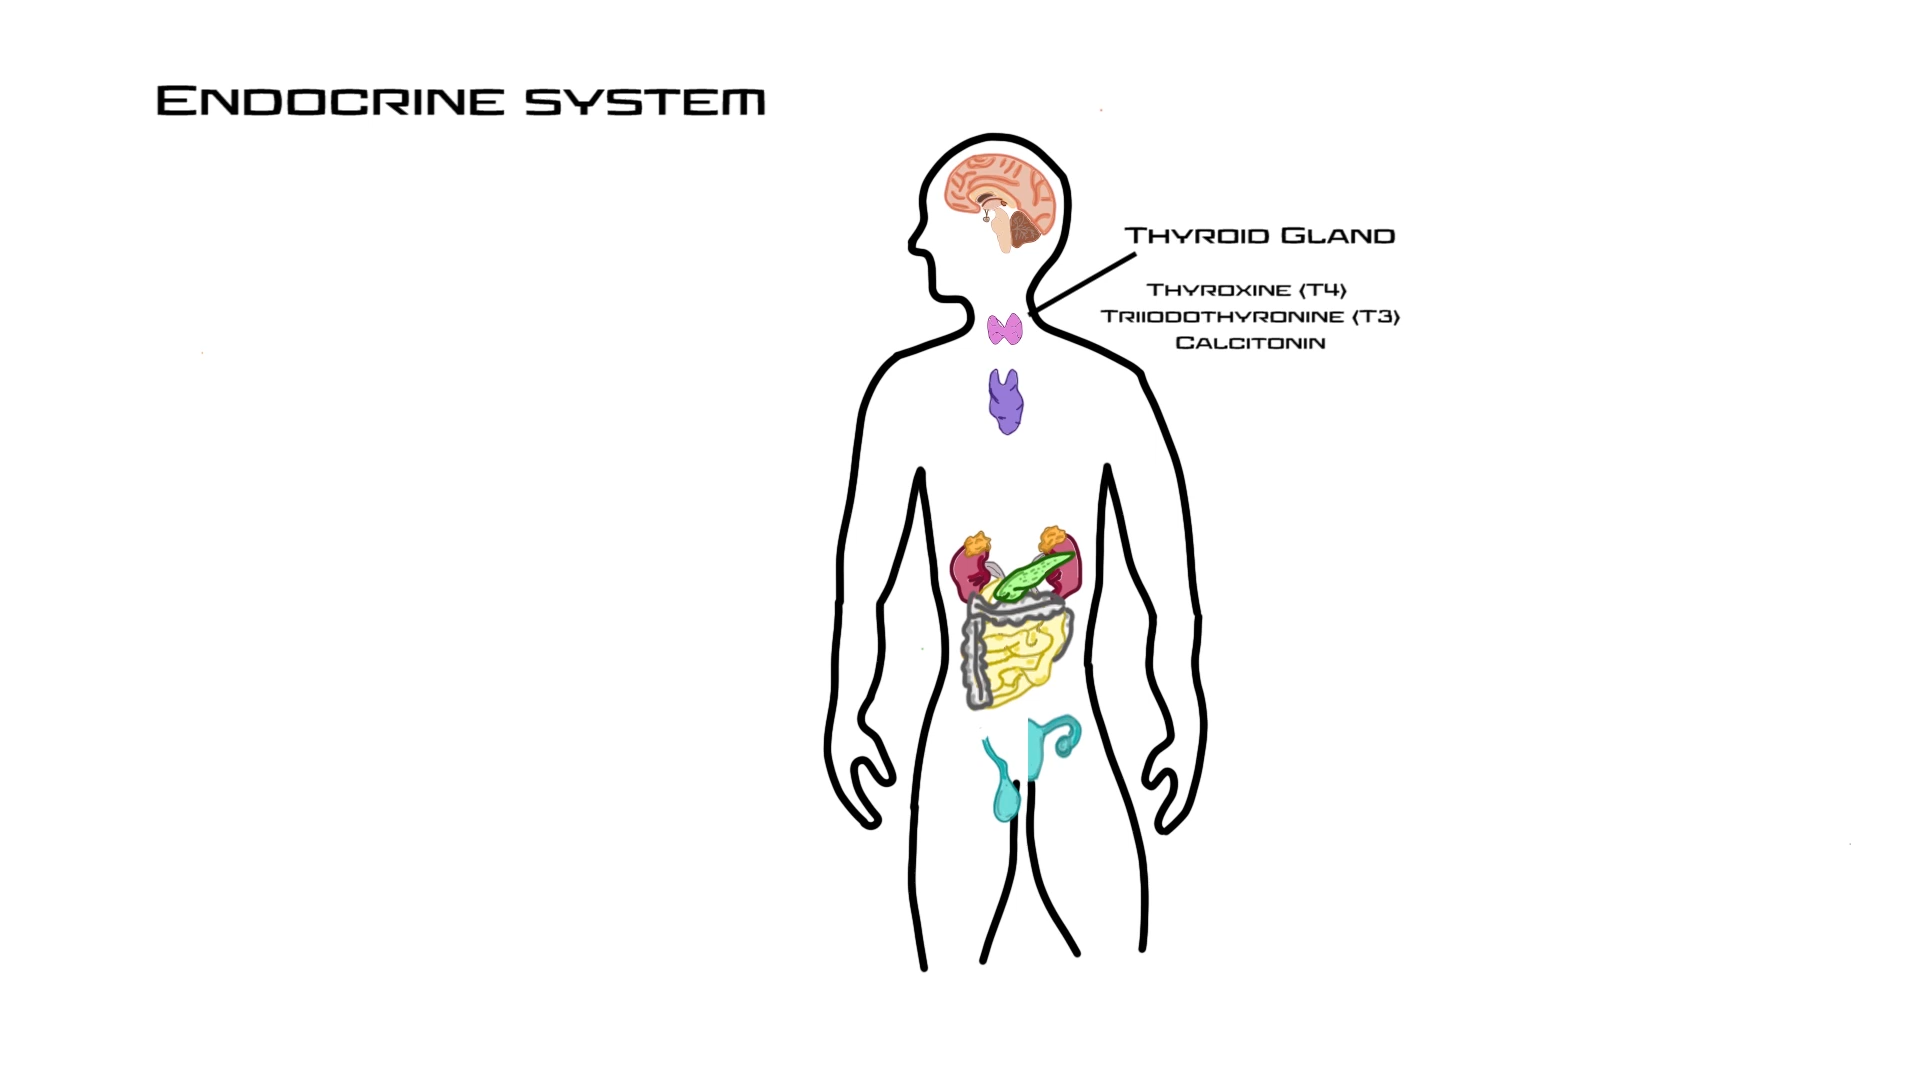 Endocrine system
Thyroid Gland
Thyroxine (T4)
Triiodothyronine (T3)
Calcitonin